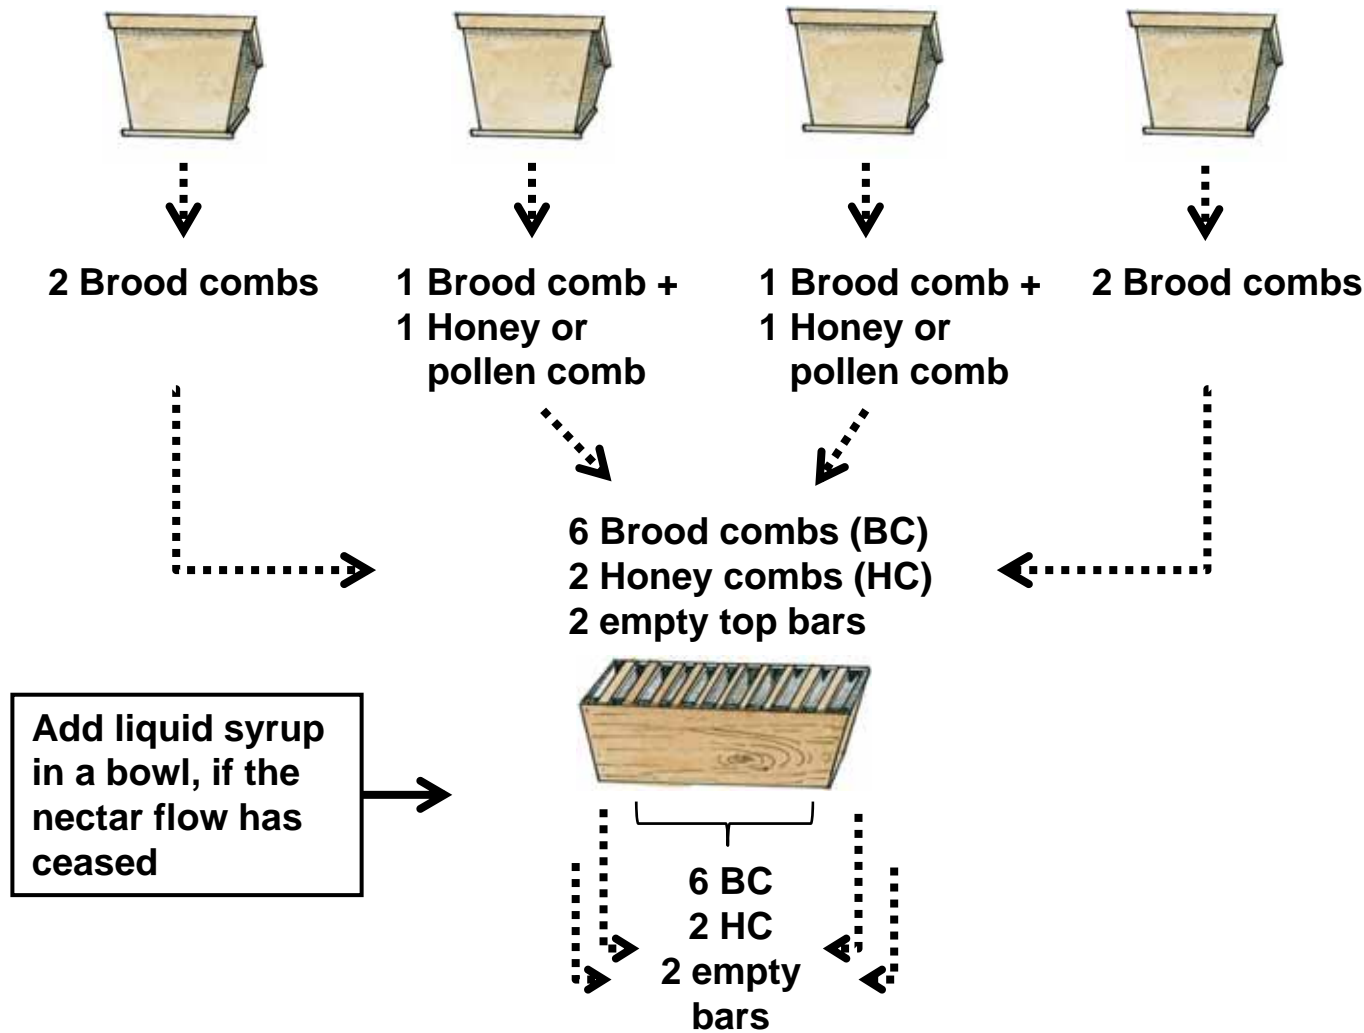 2 Brood combs
1 Brood comb +
1 Honey or
pollen comb
1 Brood comb +
1 Honey or
pollen comb
2 Brood combs
6 Brood combs (BC)
2 Honey combs (HC)
2 empty top bars
Add liquid syrup
in a bowl, if the
nectar flow has
ceased
6 BC
2 HC
2 empty
bars